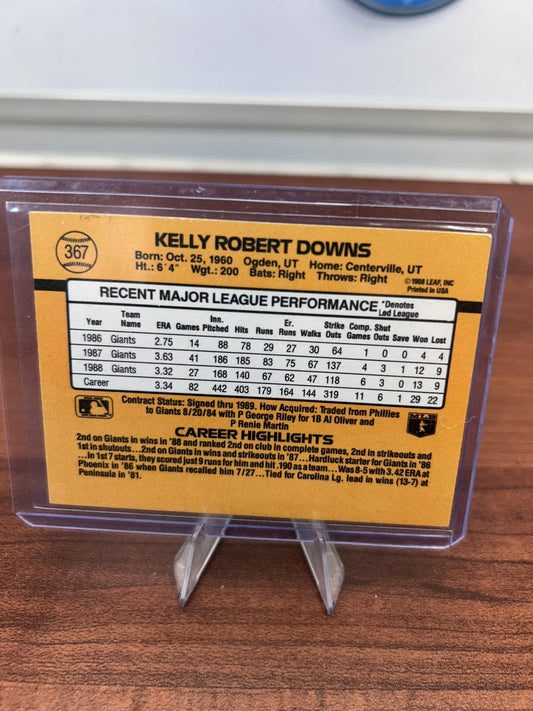 367
KELLY ROBERT DOWNS
Born: Oct. 25, 1960 Ogden, UT Home: Centerville, UT
Ht.: 6'4" Wgt.: 200 Bats: Right Throws: Right
©1988 LEAF, INC
Printed in USA
RECENT MAJOR LEAGUE PERFORMANCE *Denotes Led League
Year Team Name ERA Games Inn. Pitched Hits Runs Er. Runs Walks Strike Outs Comp. Games Shut Outs Save Won Lost
1986 Giants 2.75 14 88 78 29 27 30 64 1 0 0 4 4
1987 Giants 3.63 41 186 185 83 75 67 137 4 3 1 12 9
1988 Giants 3.32 27 168 140 67 62 47 118 6 3 0 13 9
Career 3.34 82 442 403 179 164 144 319 11 6 1 29 22
Contract Status: Signed thru 1989. How Acquired: Traded from Phillies
to Giants 8/20/84 with P George Riley for 1B Al Oliver and
P Renie Martin
MLB
CAREER HIGHLIGHTS
2nd on Giants in wins in '88 and ranked 2nd on club in complete games, 2nd in strikeouts and
1st in shutouts...2nd on Giants wins and strikeouts in '87...Hardluck starter for Giants in '86
...In 1st 7 starts, they scored just 9 runs for him and hit .190 as a team...Was 8-5 with 3.42 ERA at
Phoenix in '86 when Giants recalled him 7/27...Tied for Carolina Lg. lead in wins (13-7) at
Peninsula in '81.